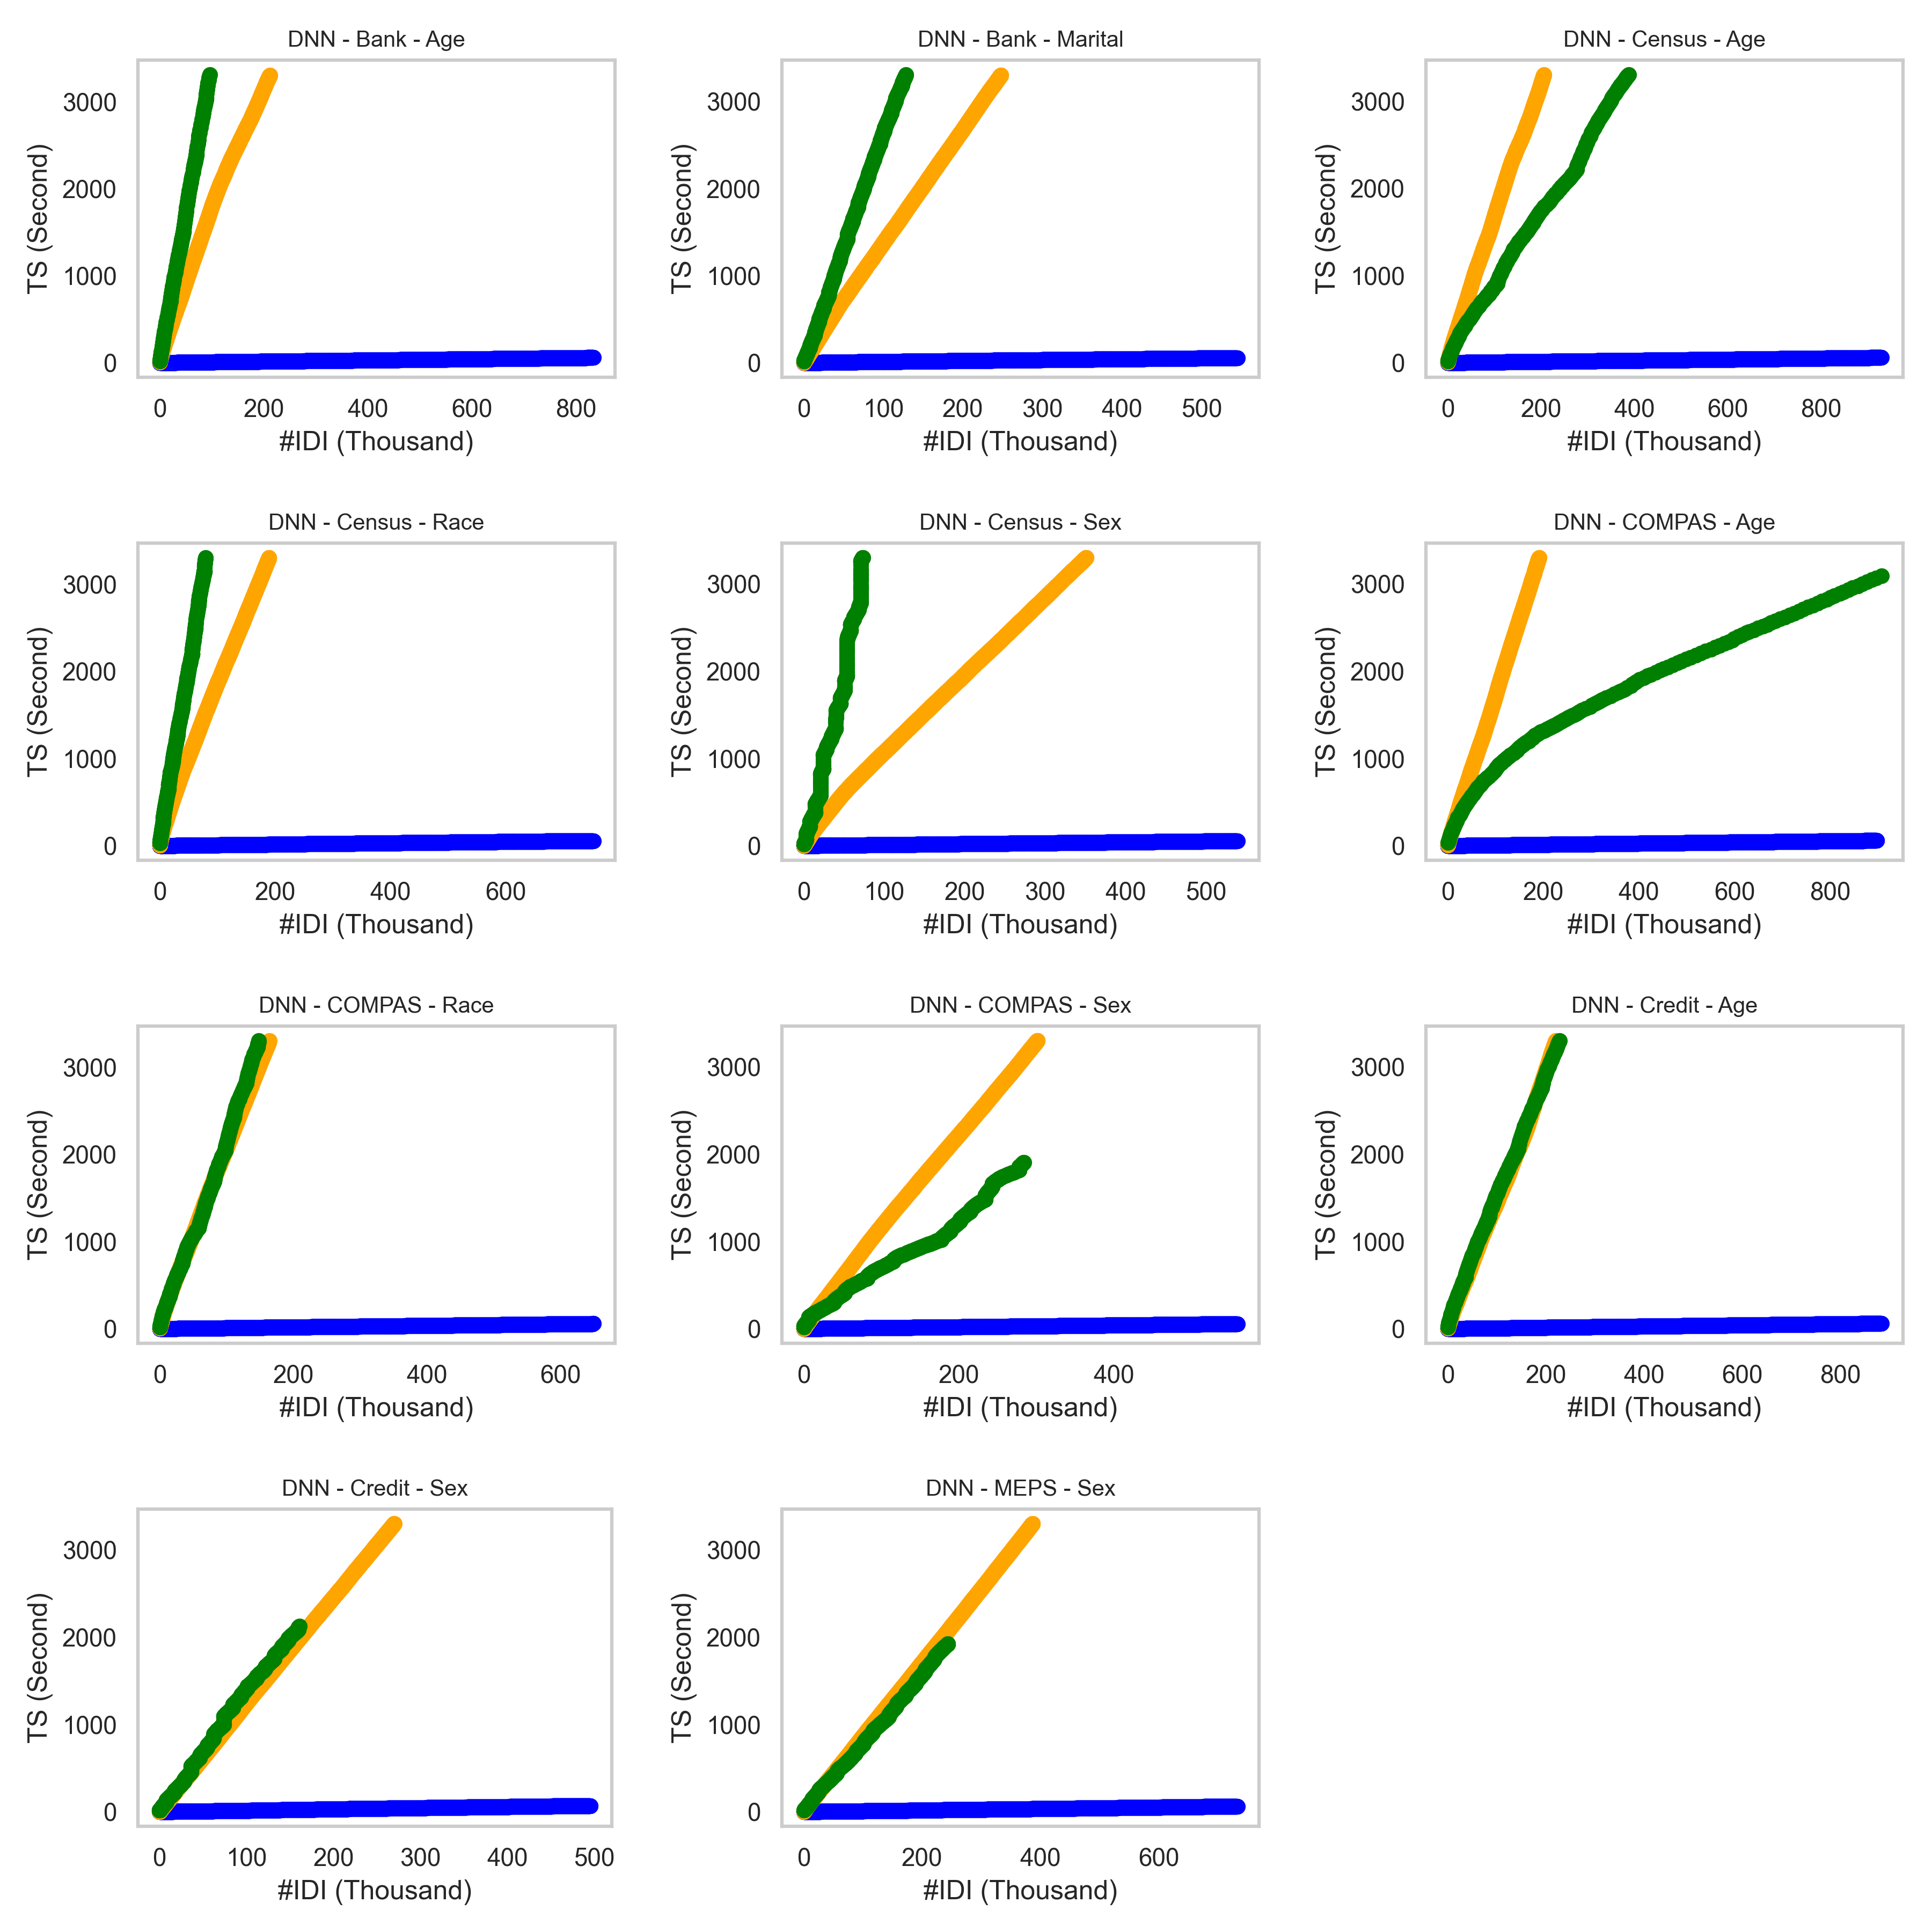 DNN - Bank - Age
TS (Second)
3000
2000
1000
0
0 200 400 600 800
#IDI (Thousand)
DNN - Bank - Marital
TS (Second)
3000
2000
1000
0
0 100 200 300 400 500
#IDI (Thousand)
DNN - Census - Age
TS (Second)
3000
2000
1000
0
0 200 400 600 800
#IDI (Thousand)
DNN - Census - Race
TS (Second)
3000
2000
1000
0
0 200 400 600
#IDI (Thousand)
DNN - Census - Sex
TS (Second)
3000
2000
1000
0
0 100 200 300 400 500
#IDI (Thousand)
DNN - COMPAS - Age
TS (Second)
3000
2000
1000
0
0 200 400 600 800
#IDI (Thousand)
DNN - COMPAS - Race
TS (Second)
3000
2000
1000
0
0 200 400 600
#IDI (Thousand)
DNN - COMPAS - Sex
TS (Second)
3000
2000
1000
0
0 200 400
#IDI (Thousand)
DNN - Credit - Age
TS (Second)
3000
2000
1000
0
0 200 400 600 800
#IDI (Thousand)
DNN - Credit - Sex
TS (Second)
3000
2000
1000
0
0 100 200 300 400 500
#IDI (Thousand)
DNN - MEPS - Sex
TS (Second)
3000
2000
1000
0
0 200 400 600
#IDI (Thousand)